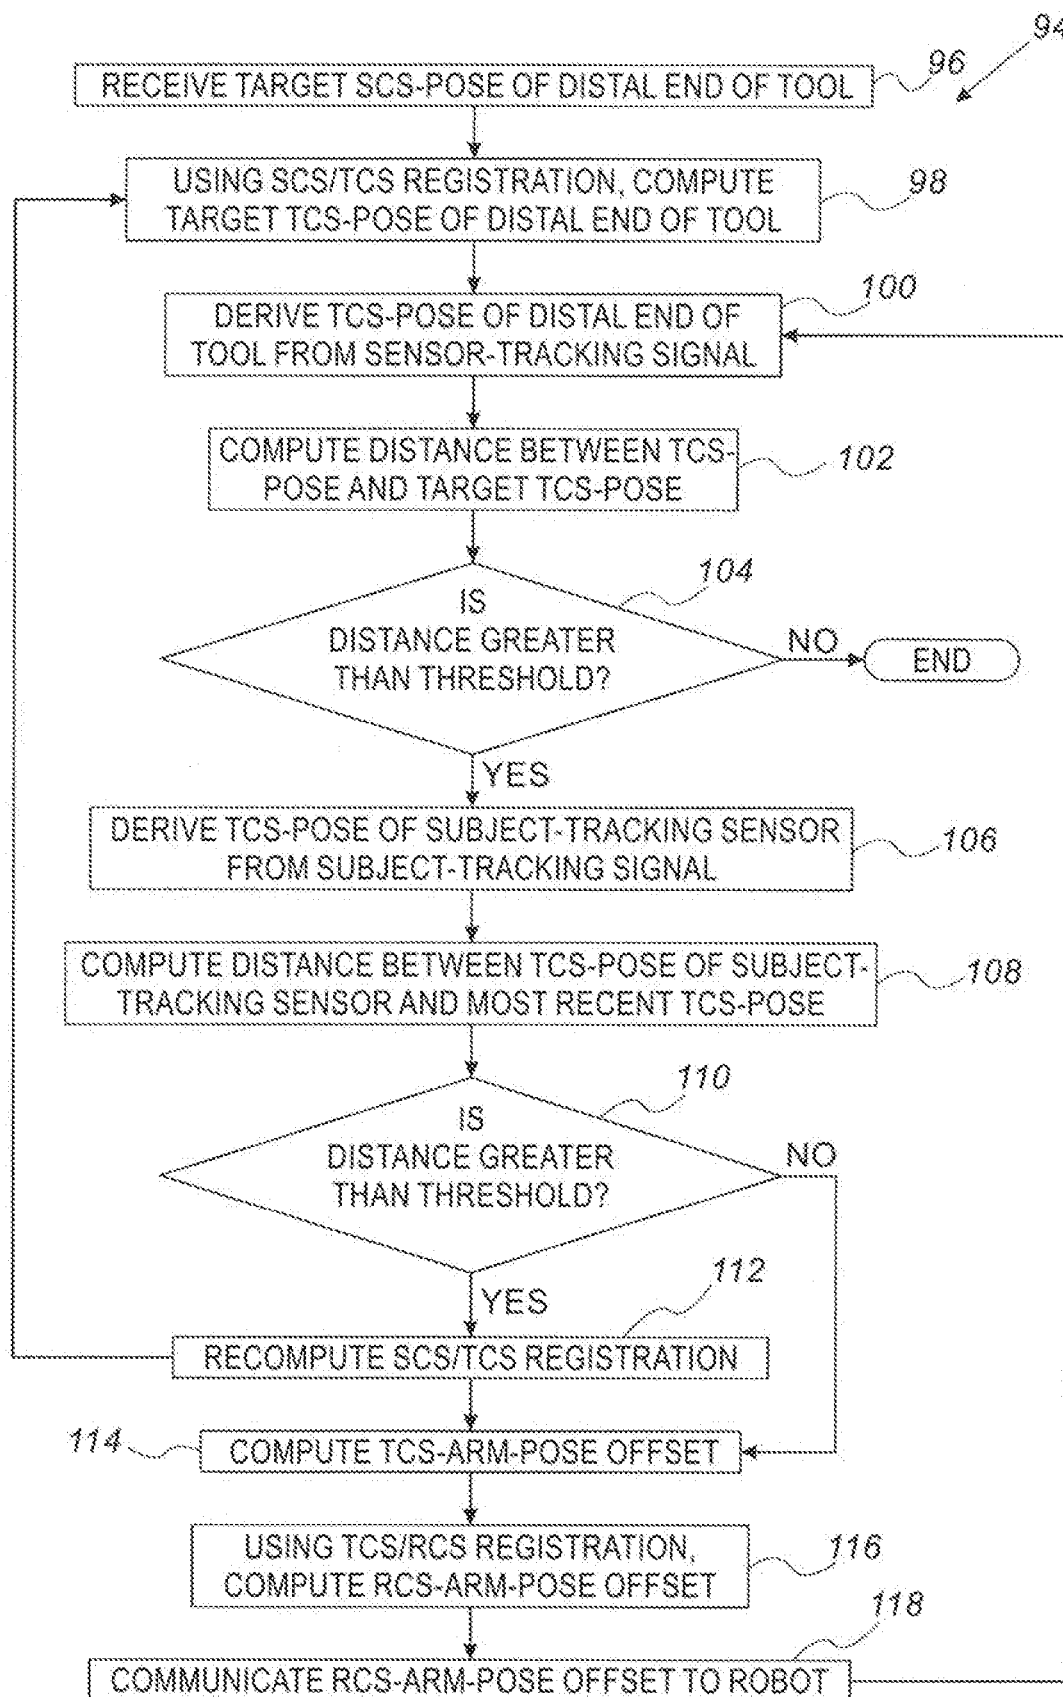 94
RECEIVE TARGET SCS-POSE OF DISTAL END OF TOOL
96
USING SCS/TCS REGISTRATION, COMPUTE
TARGET TCS-POSE OF DISTAL END OF TOOL
98
DERIVE TCS-POSE OF DISTAL END OF
TOOL FROM SENSOR-TRACKING SIGNAL
100
COMPUTE DISTANCE BETWEEN TCS-
POSE AND TARGET TCS-POSE
102
IS
DISTANCE GREATER
THAN THRESHOLD?
104
NO
END
YES
DERIVE TCS-POSE OF SUBJECT-TRACKING SENSOR
FROM SUBJECT-TRACKING SIGNAL
106
COMPUTE DISTANCE BETWEEN TCS-POSE OF SUBJECT-
TRACKING SENSOR AND MOST RECENT TCS-POSE
108
IS
DISTANCE GREATER
THAN THRESHOLD?
110
NO
YES
112
RECOMPUTE SCS/TCS REGISTRATION
114
COMPUTE TCS-ARM-POSE OFFSET
USING TCS/RCS REGISTRATION,
COMPUTE RCS-ARM-POSE OFFSET
116
118
COMMUNICATE RCS-ARM-POSE OFFSET TO ROBOT